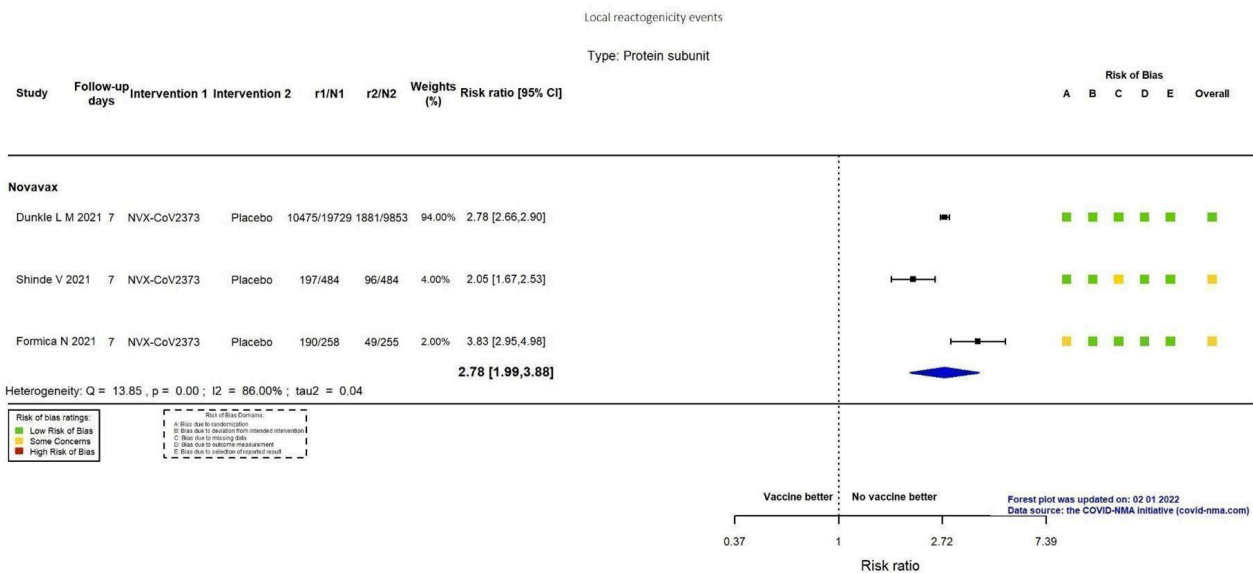 Local reactogenicity events
Type: Protein subunit
Study Follow-up days Intervention 1 Intervention 2 r1/N1 r2/N2 Weights (%) Risk ratio [95% CI]
Risk of Bias
A B C D E Overall
Novavax
Dunkle L M 2021 7 NVX-CoV2373 Placebo 10475/19729 1881/9853 94.00% 2.78 [2.66,2.90]
Shinde V 2021 7 NVX-CoV2373 Placebo 197/484 96/484 4.00% 2.05 [1.67,2.53]
Formica N 2021 7 NVX-CoV2373 Placebo 190/258 49/255 2.00% 3.83 [2.95,4.98]
2.78 [1.99,3.88]
Heterogeneity: Q = 13.85 , p = 0.00 ; I2 = 86.00% ; tau2 = 0.04
Risk of bias ratings:
Low Risk of Bias
Some Concerns
High Risk of Bias
Risk of Bias Domains:
A: Bias due to randomization
B: Bias due to deviation from intended intervention
C: Bias due to missing data
D: Bias due to outcome measurement
E: Bias due to selection of reported result
Vaccine better No vaccine better
Forest plot was updated on: 02 01 2022
Data source: the COVID-NMA initiative (covid-nma.com)
0.37 1 2.72 7.39
Risk ratio